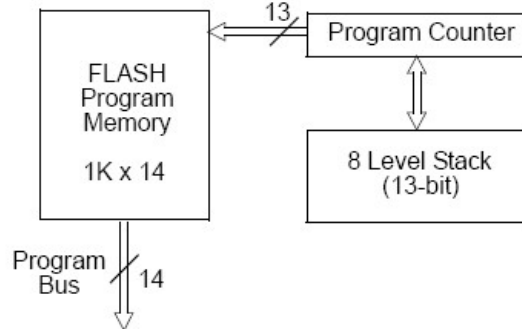 13
Program Counter
FLASH
Program
Memory
1K x 14
8 Level Stack
(13-bit)
Program
Bus
14